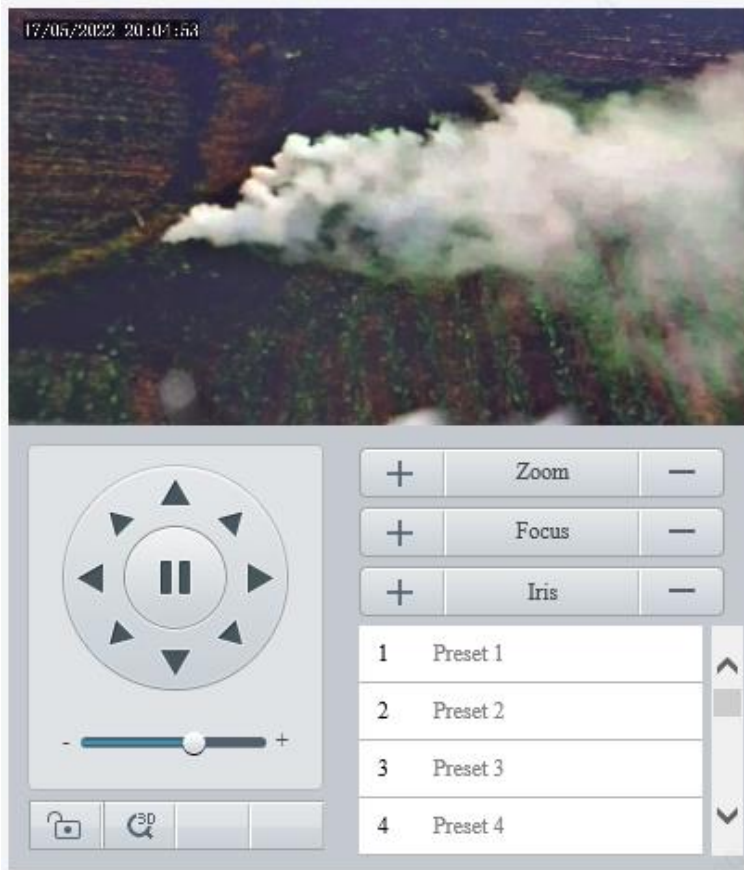 17/05/2022 20:04:53
+ Zoom —
+ Focus —
+ Iris —
1 Preset 1
2 Preset 2
3 Preset 3
4 Preset 4
- +
3D